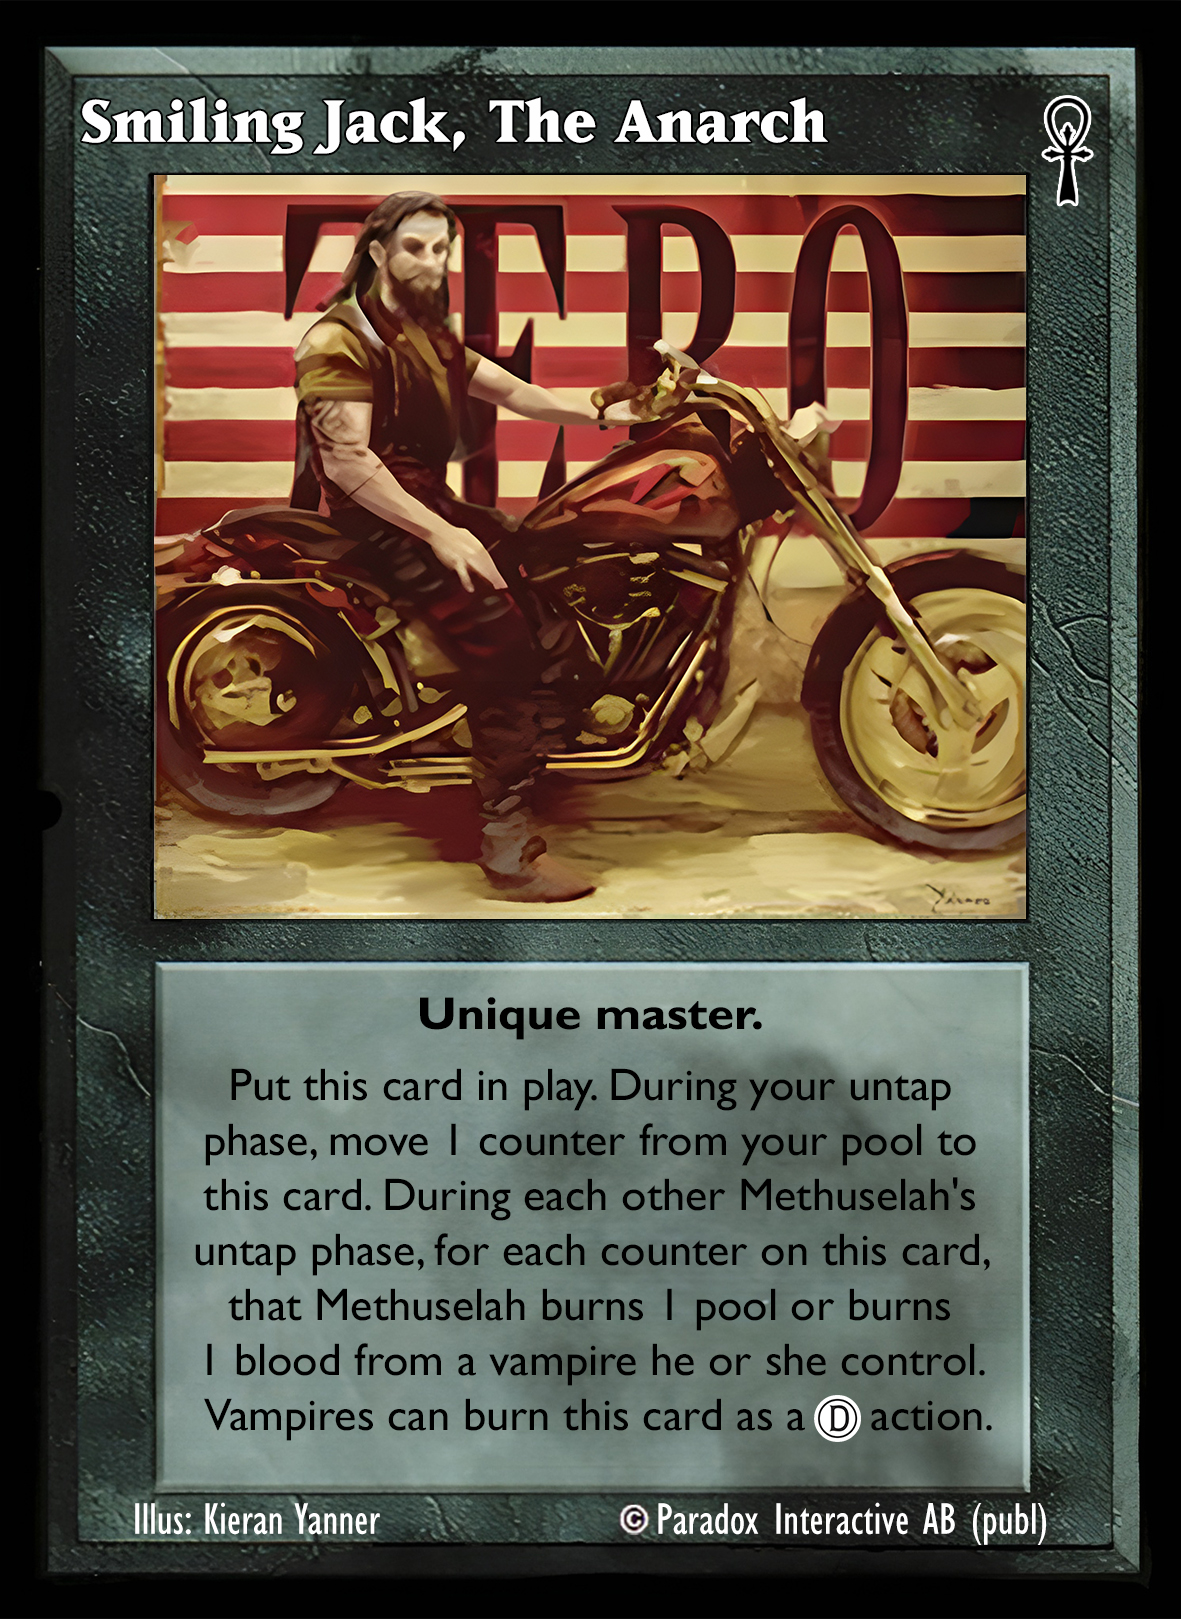 Smiling Jack, The Anarch
ZERO
Yanner
Unique master.
Put this card in play. During your untap
phase, move 1 counter from your pool to
this card. During each other Methuselah's
untap phase, for each counter on this card,
that Methuselah burns 1 pool or burns
1 blood from a vampire he or she control.
Vampires can burn this card as a Ⓓ action.
Illus: Kieran Yanner
© Paradox Interactive AB (publ)